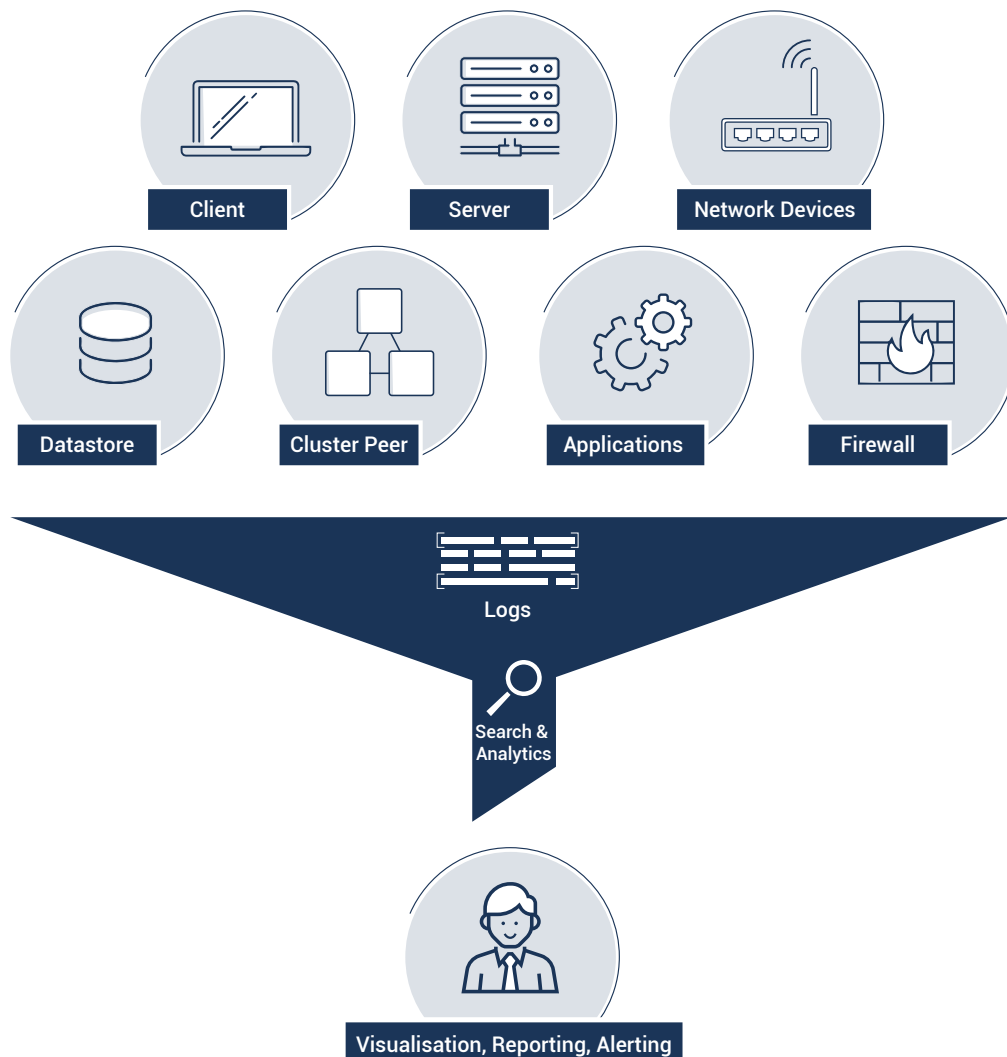 Client
Server
Network Devices
Datastore
Cluster Peer
Applications
Firewall
Logs
Search &
Analytics
Visualisation, Reporting, Alerting